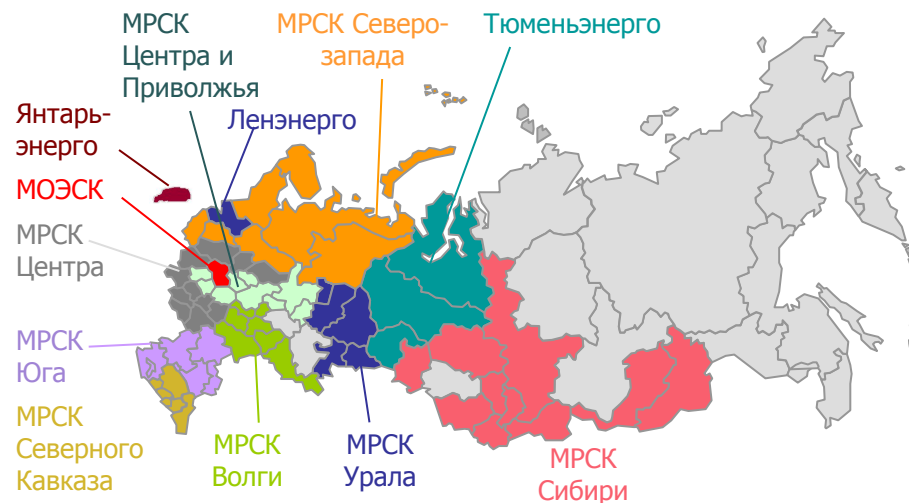 МРСК
Центра и
Приволжья
МРСК Северо-
запада
Тюменьэнерго
Янтарь-
энерго
Ленэнерго
МОЭСК
МРСК
Центра
МРСК
Юга
МРСК
Северного
Кавказа
МРСК
Волги
МРСК
Урала
МРСК
Сибири